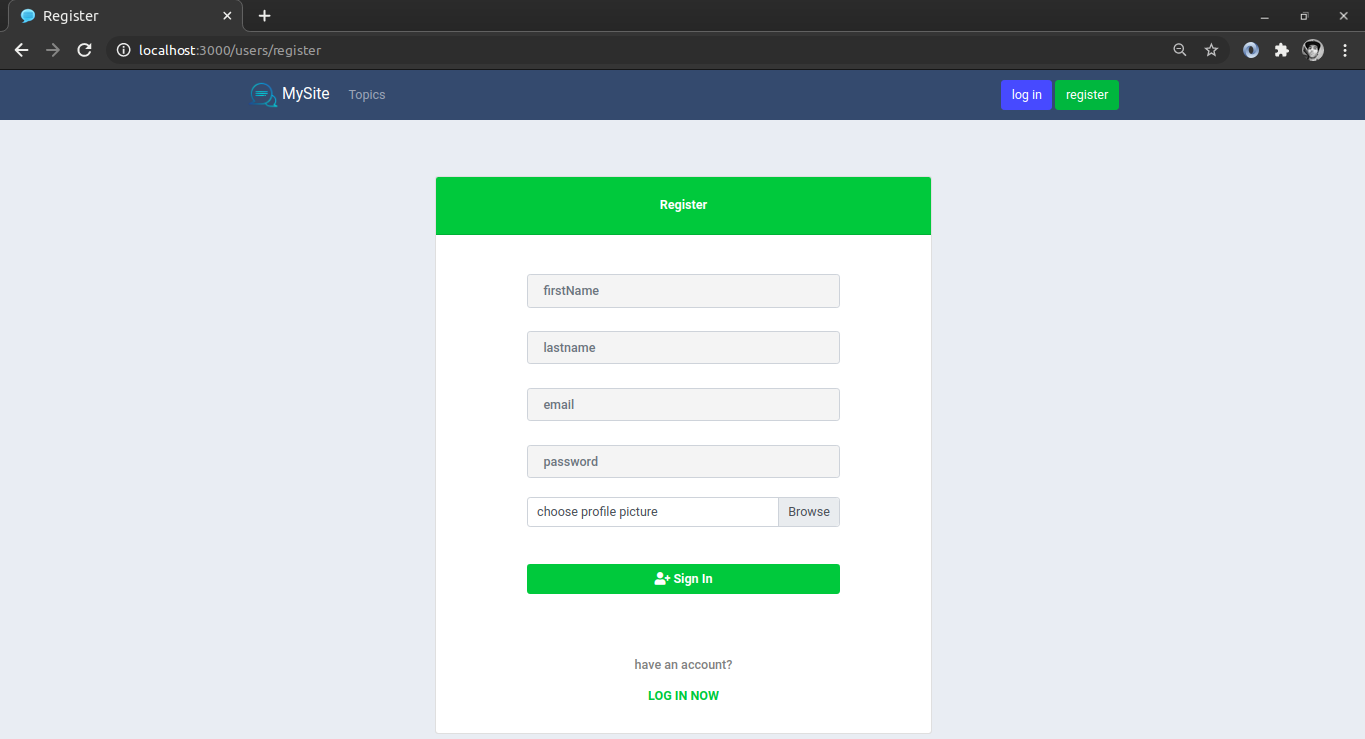 Register
localhost:3000/users/register
MySite Topics log in register
Register
firstName
lastname
email
password
choose profile picture Browse
Sign In
have an account?
LOG IN NOW